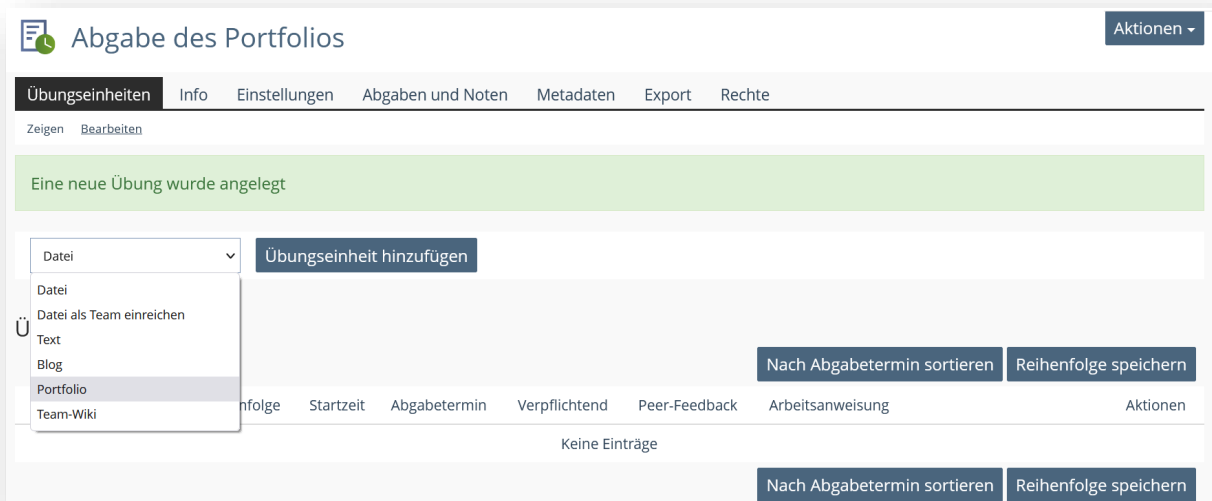 Abgabe des Portfolios
Aktionen
Übungseinheiten Info Einstellungen Abgaben und Noten Metadaten Export Rechte
Zeigen Bearbeiten
Eine neue Übung wurde angelegt
Datei Übungseinheit hinzufügen
Datei
Datei als Team einreichen
Ü
Text
Blog
Nach Abgabetermin sortieren Reihenfolge speichern
Portfolio
Team-Wiki
nfolge Startzeit Abgabetermin Verpflichtend Peer-Feedback Arbeitsanweisung Aktionen
Keine Einträge
Nach Abgabetermin sortieren Reihenfolge speichern